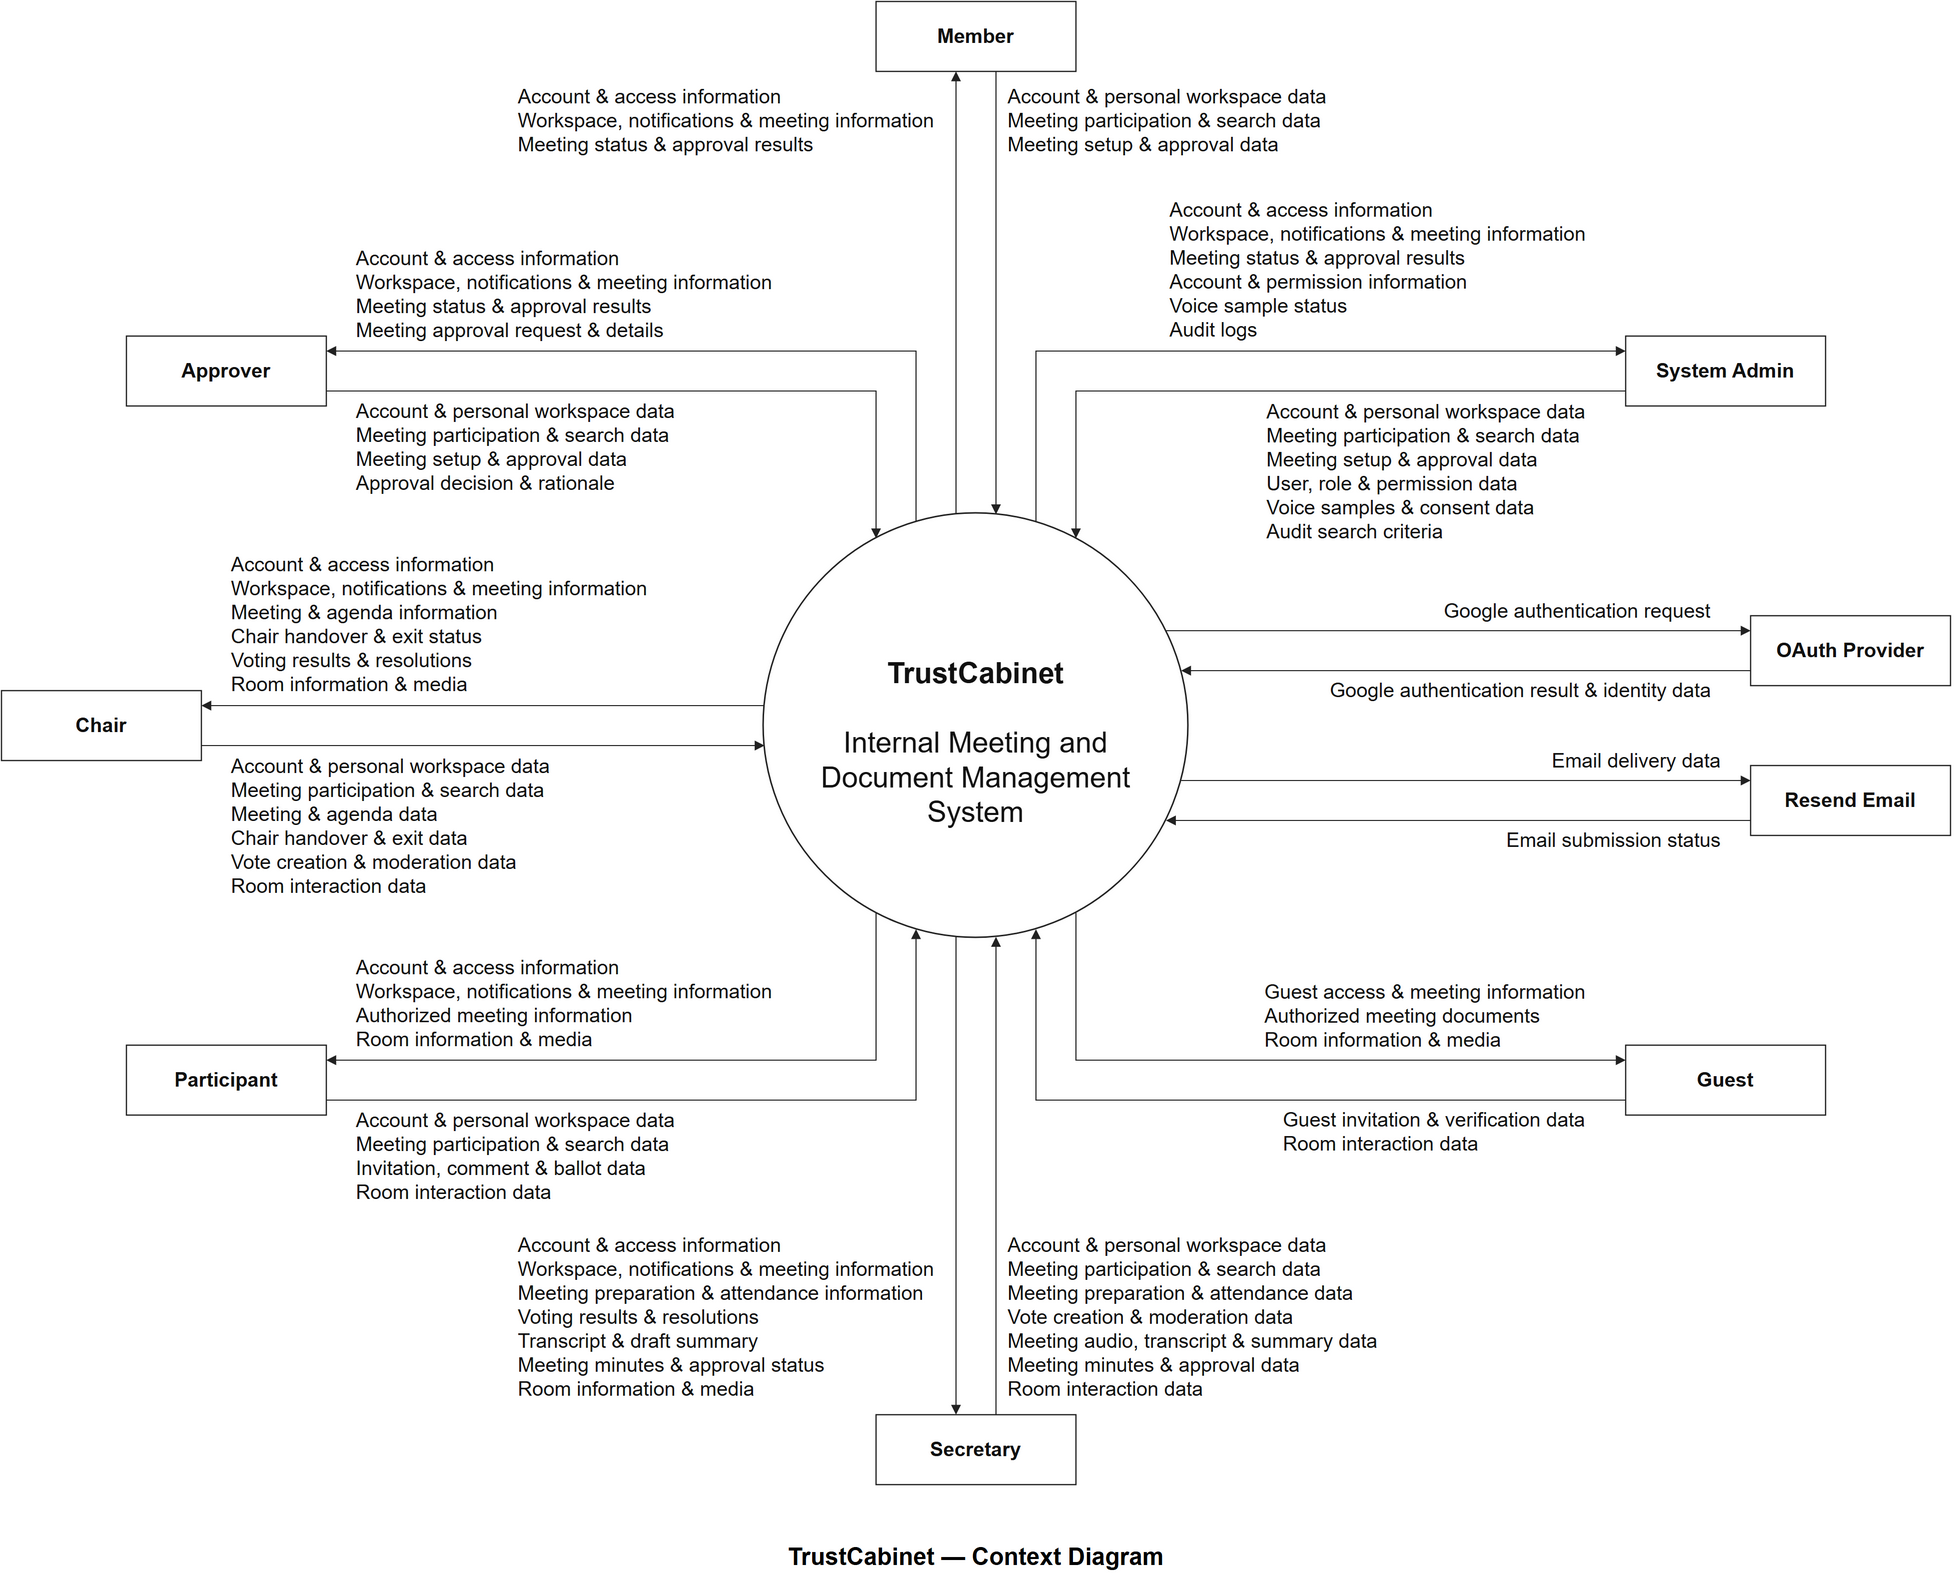 Member
Account & access information
Workspace, notifications & meeting information
Meeting status & approval results
Account & personal workspace data
Meeting participation & search data
Meeting setup & approval data
Account & access information
Workspace, notifications & meeting information
Meeting status & approval results
Account & permission information
Voice sample status
Audit logs
Account & access information
Workspace, notifications & meeting information
Meeting status & approval results
Meeting approval request & details
Approver
System Admin
Account & personal workspace data
Meeting participation & search data
Meeting setup & approval data
Approval decision & rationale
Account & personal workspace data
Meeting participation & search data
Meeting setup & approval data
User, role & permission data
Voice samples & consent data
Audit search criteria
Account & access information
Workspace, notifications & meeting information
Meeting & agenda information
Chair handover & exit status
Voting results & resolutions
Room information & media
Chair
Account & personal workspace data
Meeting participation & search data
Meeting & agenda data
Chair handover & exit data
Vote creation & moderation data
Room interaction data
TrustCabinet
Internal Meeting and
Document Management
System
Google authentication request
OAuth Provider
Google authentication result & identity data
Email delivery data
Resend Email
Email submission status
Account & access information
Workspace, notifications & meeting information
Authorized meeting information
Room information & media
Participant
Account & personal workspace data
Meeting participation & search data
Invitation, comment & ballot data
Room interaction data
Guest access & meeting information
Authorized meeting documents
Room information & media
Guest
Guest invitation & verification data
Room interaction data
Account & access information
Workspace, notifications & meeting information
Meeting preparation & attendance information
Voting results & resolutions
Transcript & draft summary
Meeting minutes & approval status
Room information & media
Account & personal workspace data
Meeting participation & search data
Meeting preparation & attendance data
Vote creation & moderation data
Meeting audio, transcript & summary data
Meeting minutes & approval data
Room interaction data
Secretary
TrustCabinet — Context Diagram